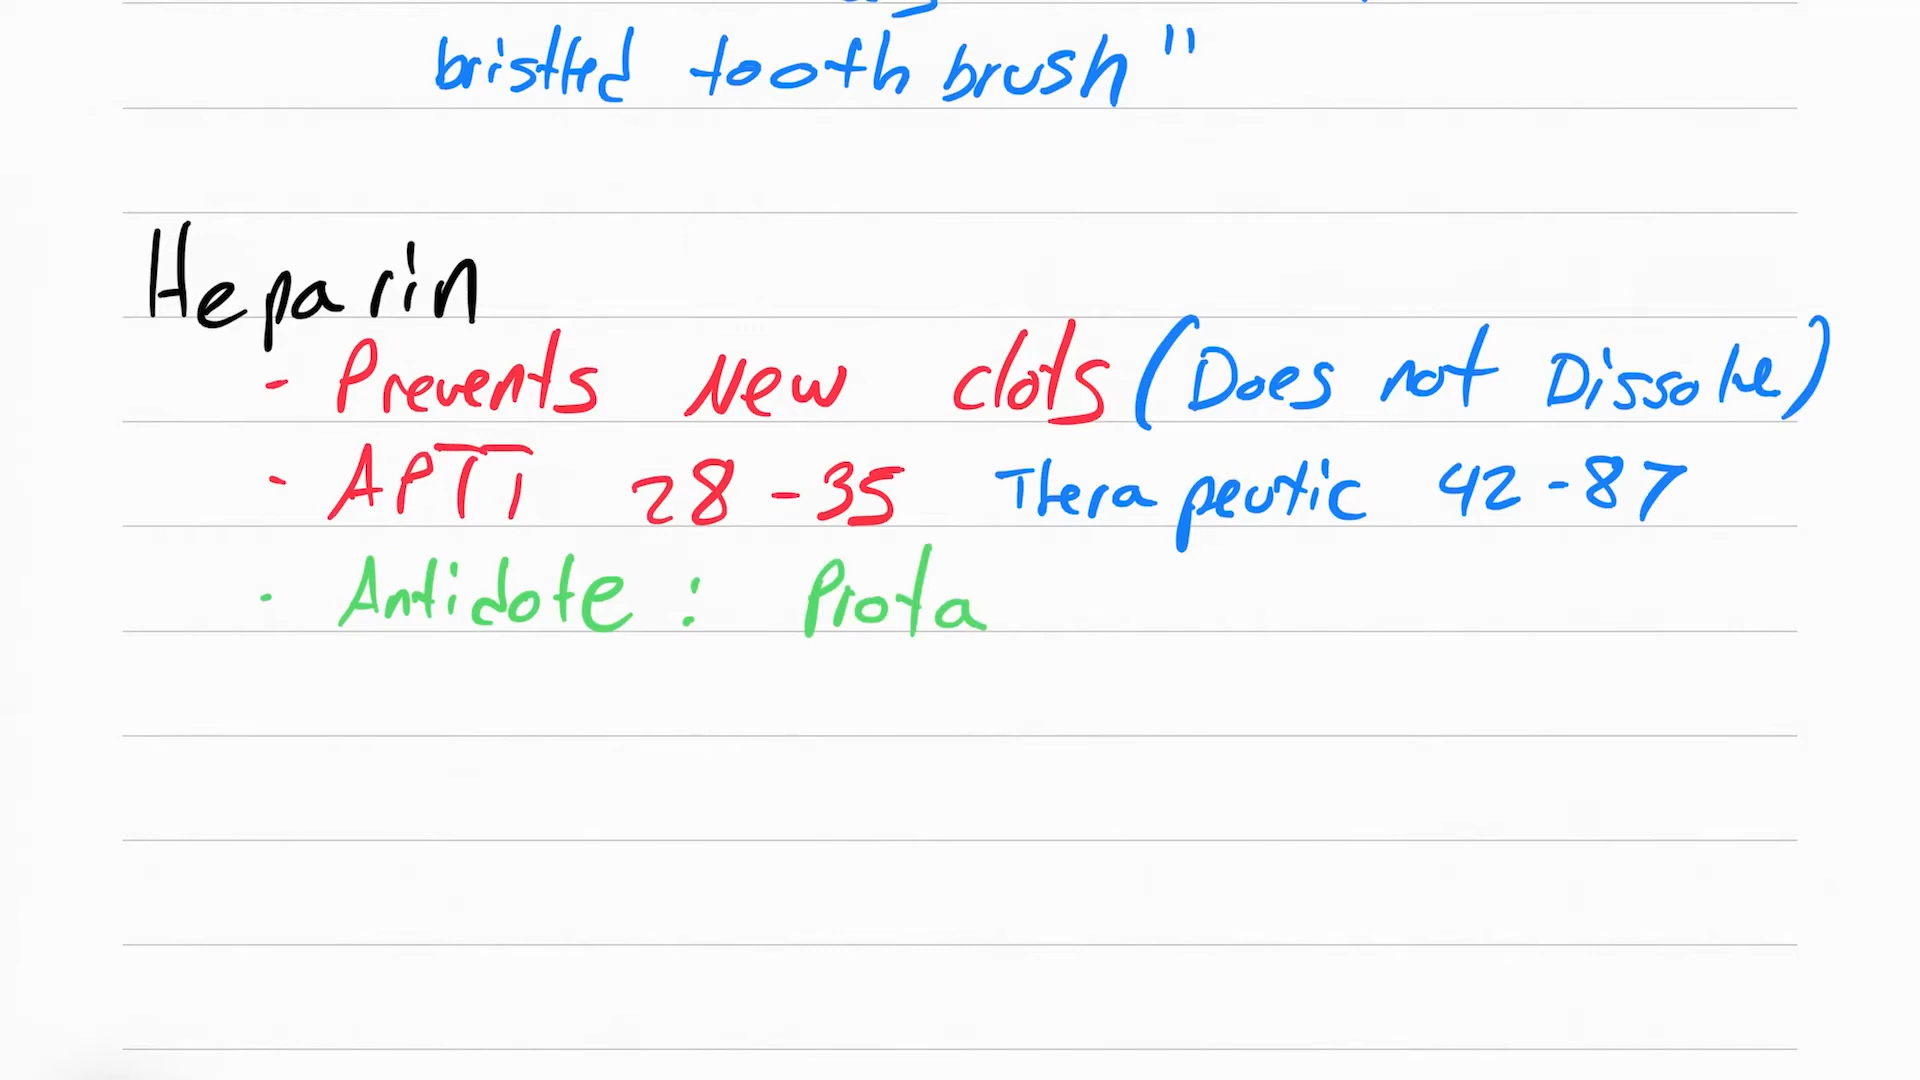 bristled tooth brush"
Heparin
- Prevents New clots (Does not Dissolve)
- APTT 28-35 Therapeutic 42-87
· Antidote : Prota